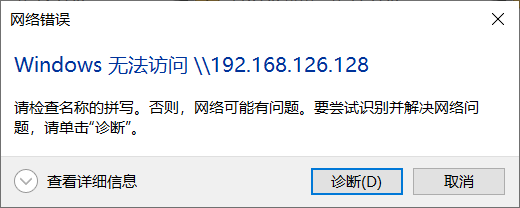 网络错误
Windows 无法访问 \\192.168.126.128
请检查名称的拼写。否则，网络可能有问题。要尝试识别并解决网络问
题，请单击“诊断”。
查看详细信息
诊断(D)
取消